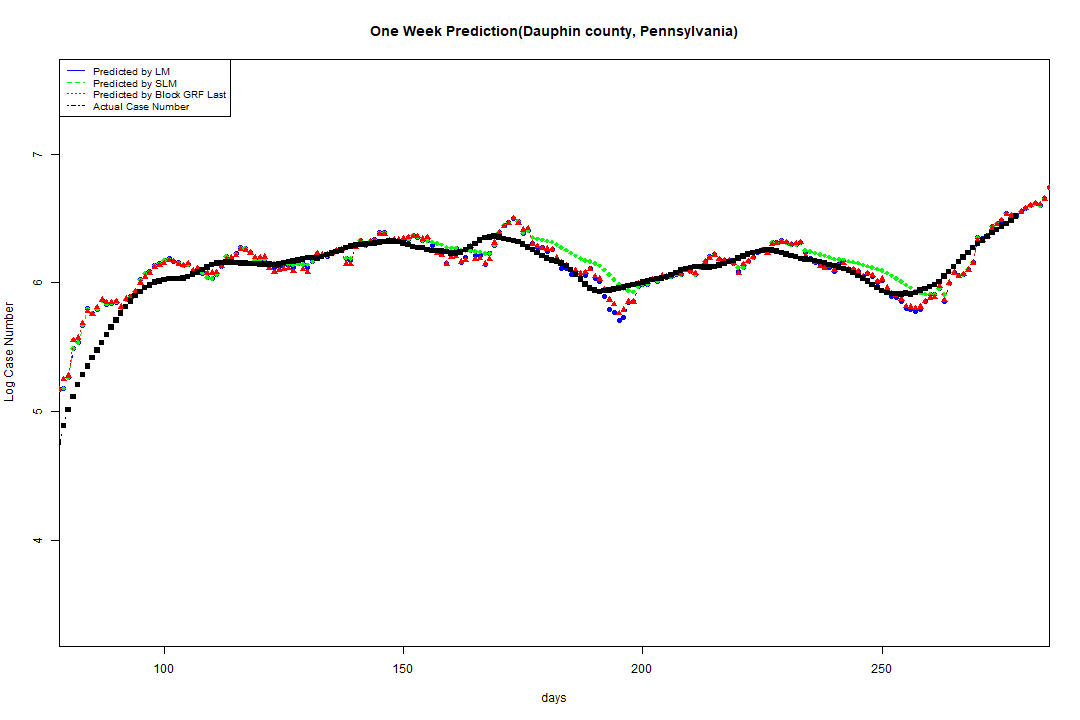 One Week Prediction(Dauphin county, Pennsylvania)
Predicted by LM
Predicted by SLM
Predicted by Block GRF Last
Actual Case Number
7
6
5
4
Log Case Number
100 150 200 250
days